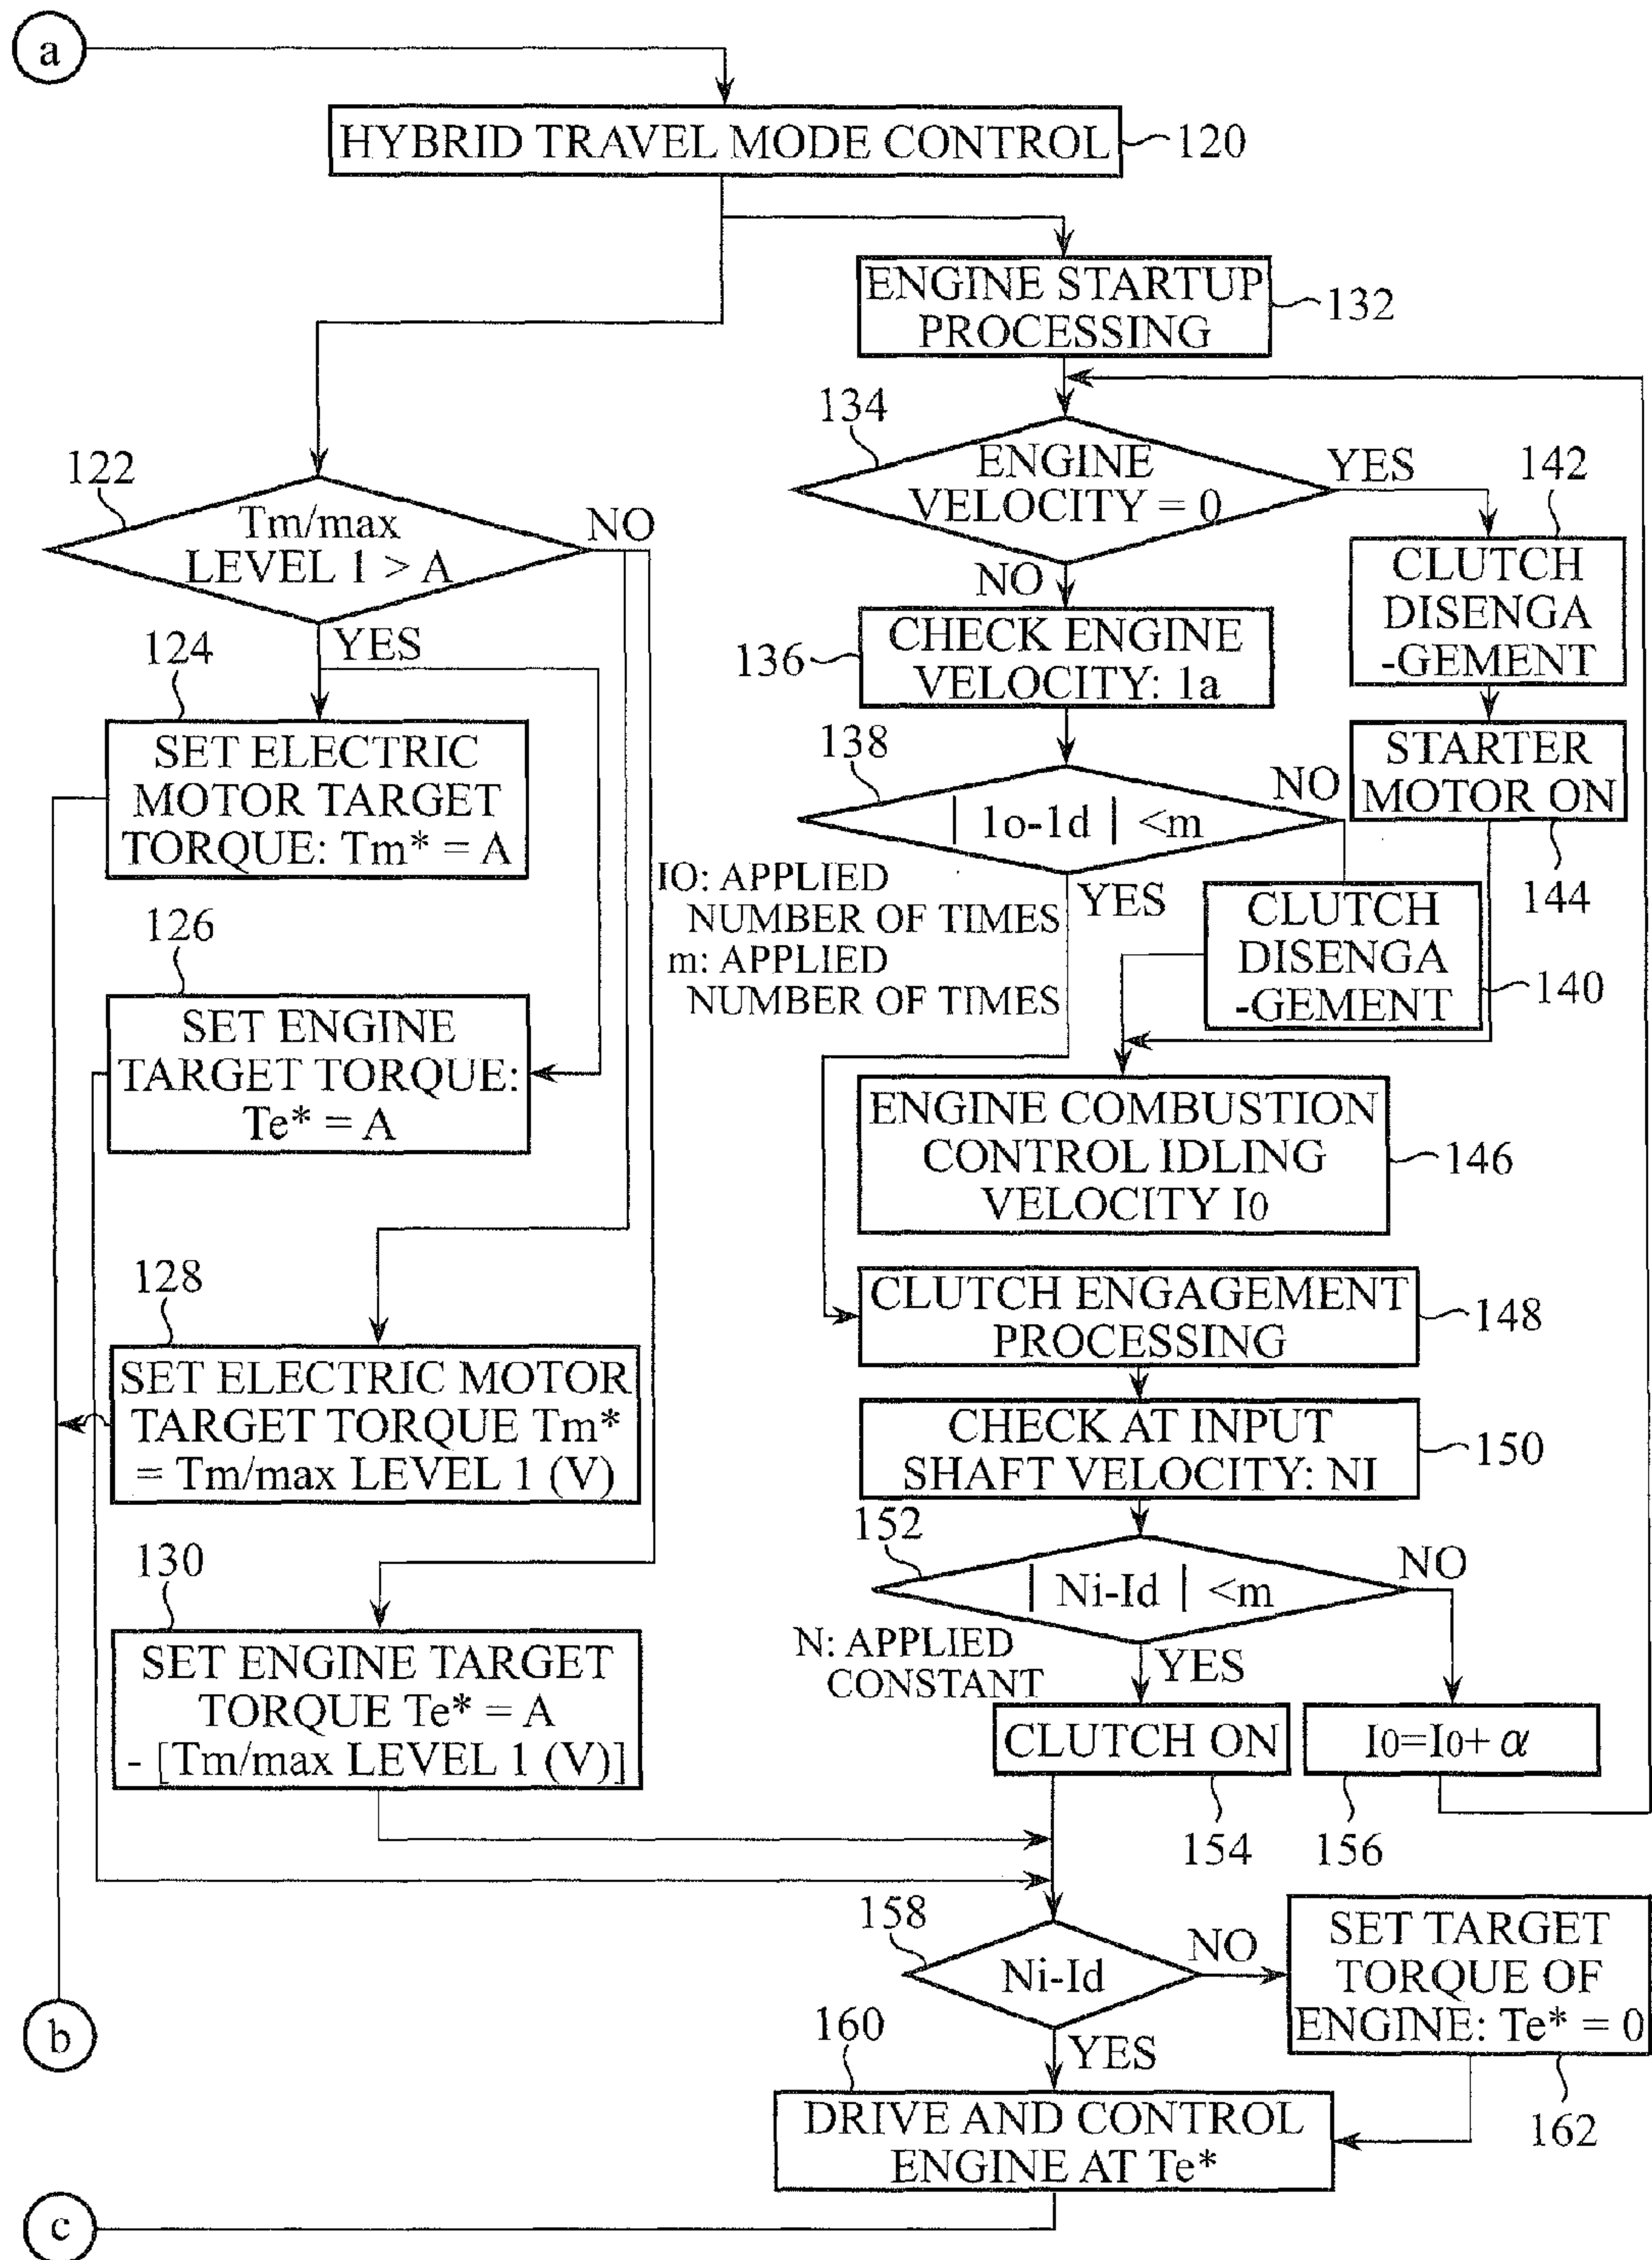 a
HYBRID TRAVEL MODE CONTROL
120
ENGINE STARTUP
PROCESSING
132
134
ENGINE
VELOCITY = 0
YES
NO
142
CLUTCH
DISENGA
-GEMENT
122
Tm/max
LEVEL 1 > A
NO
YES
136
CHECK ENGINE
VELOCITY: 1a
124
SET ELECTRIC
MOTOR TARGET
TORQUE: Tm* = A
138
| 1o-1d | <m
NO
YES
STARTER
MOTOR ON
144
IO: APPLIED
NUMBER OF TIMES
m: APPLIED
NUMBER OF TIMES
CLUTCH
DISENGA
-GEMENT
140
126
SET ENGINE
TARGET TORQUE:
Te* = A
ENGINE COMBUSTION
CONTROL IDLING
VELOCITY I0
146
128
SET ELECTRIC MOTOR
TARGET TORQUE Tm*
= Tm/max LEVEL 1 (V)
CLUTCH ENGAGEMENT
PROCESSING
148
CHECK AT INPUT
SHAFT VELOCITY: NI
150
152
| Ni-Id | <m
NO
YES
N: APPLIED
CONSTANT
130
SET ENGINE TARGET
TORQUE Te* = A
- [Tm/max LEVEL 1 (V)]
CLUTCH ON
154
I0=I0+ α
156
158
Ni-Id
NO
YES
SET TARGET
TORQUE OF
ENGINE: Te* = 0
162
b
160
DRIVE AND CONTROL
ENGINE AT Te*
c